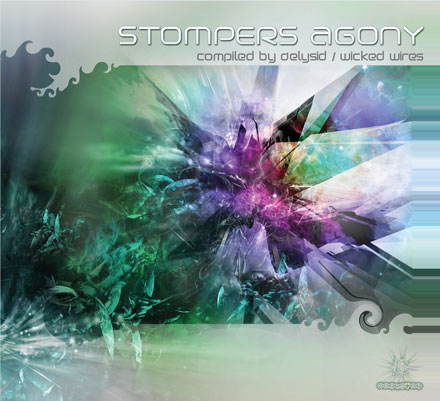 STOMPERS AGONY
compiled by delysid / wicked wires